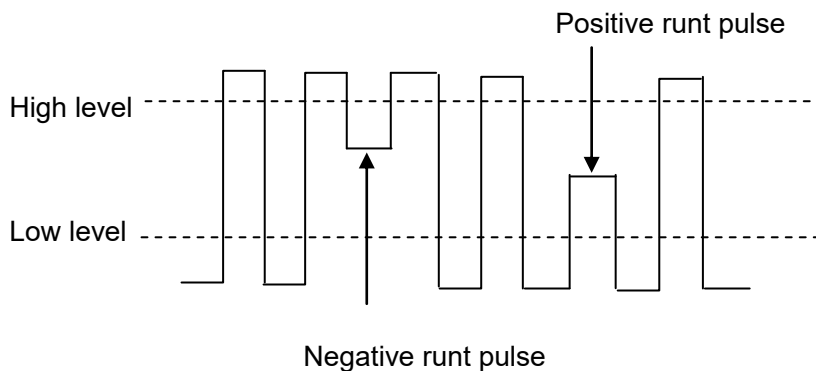 Positive runt pulse
High level
Low level
Negative runt pulse